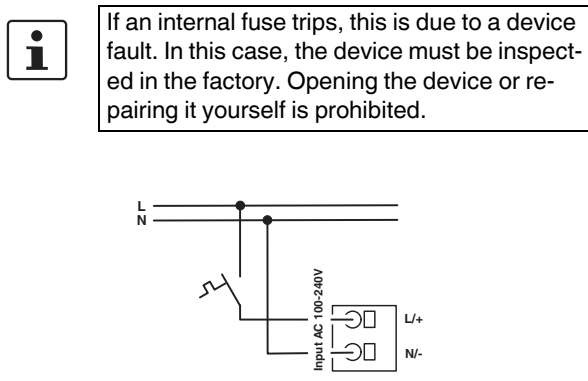 If an internal fuse trips, this is due to a device
fault. In this case, the device must be inspect-
ed in the factory. Opening the device or re-
pairing it yourself is prohibited.
L
N
Input AC 100-240V
L/+
N/-